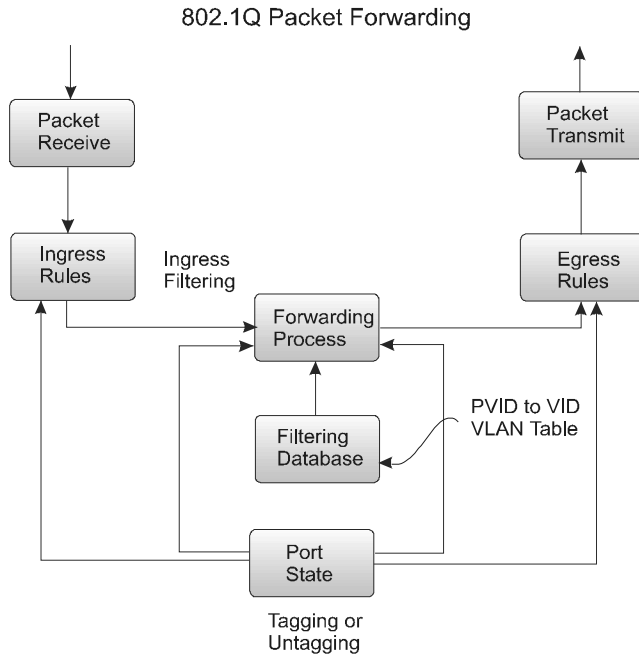 802.1Q Packet Forwarding
Packet
Receive
Packet
Transmit
Ingress
Rules
Ingress
Filtering
Egress
Rules
Forwarding
Process
PVID to VID
VLAN Table
Filtering
Database
Port
State
Tagging or
Untagging